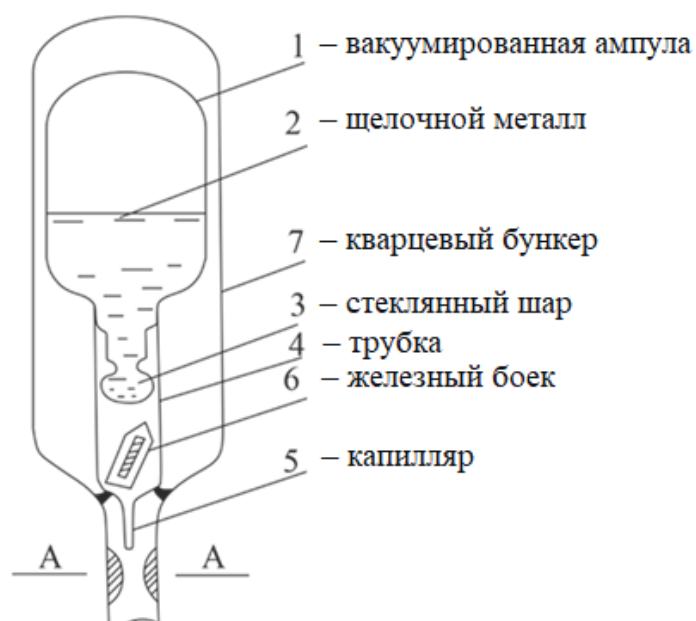 1 – вакуумированная ампула
2 – щелочной металл
7 – кварцевый бункер
3 – стеклянный шар
4 – трубка
6 – железный боек
5 – капилляр
А А